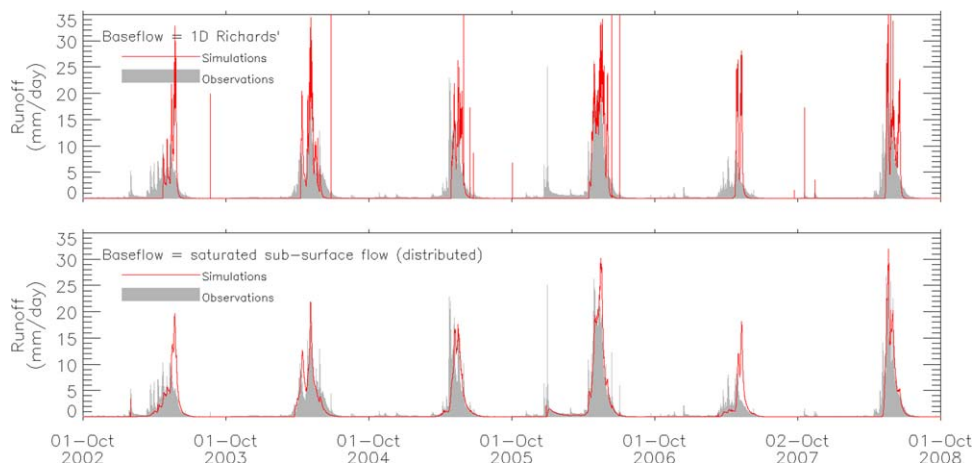 35
30
25
20
15
10
5
0
Runoff
(mm/day)
Baseflow = 1D Richards'
Simulations
Observations
35
30
25
20
15
10
5
0
Runoff
(mm/day)
Baseflow = saturated sub-surface flow (distributed)
Simulations
Observations
01-Oct 01-Oct 01-Oct 01-Oct 01-Oct 02-Oct 01-Oct
2002 2003 2004 2005 2006 2007 2008